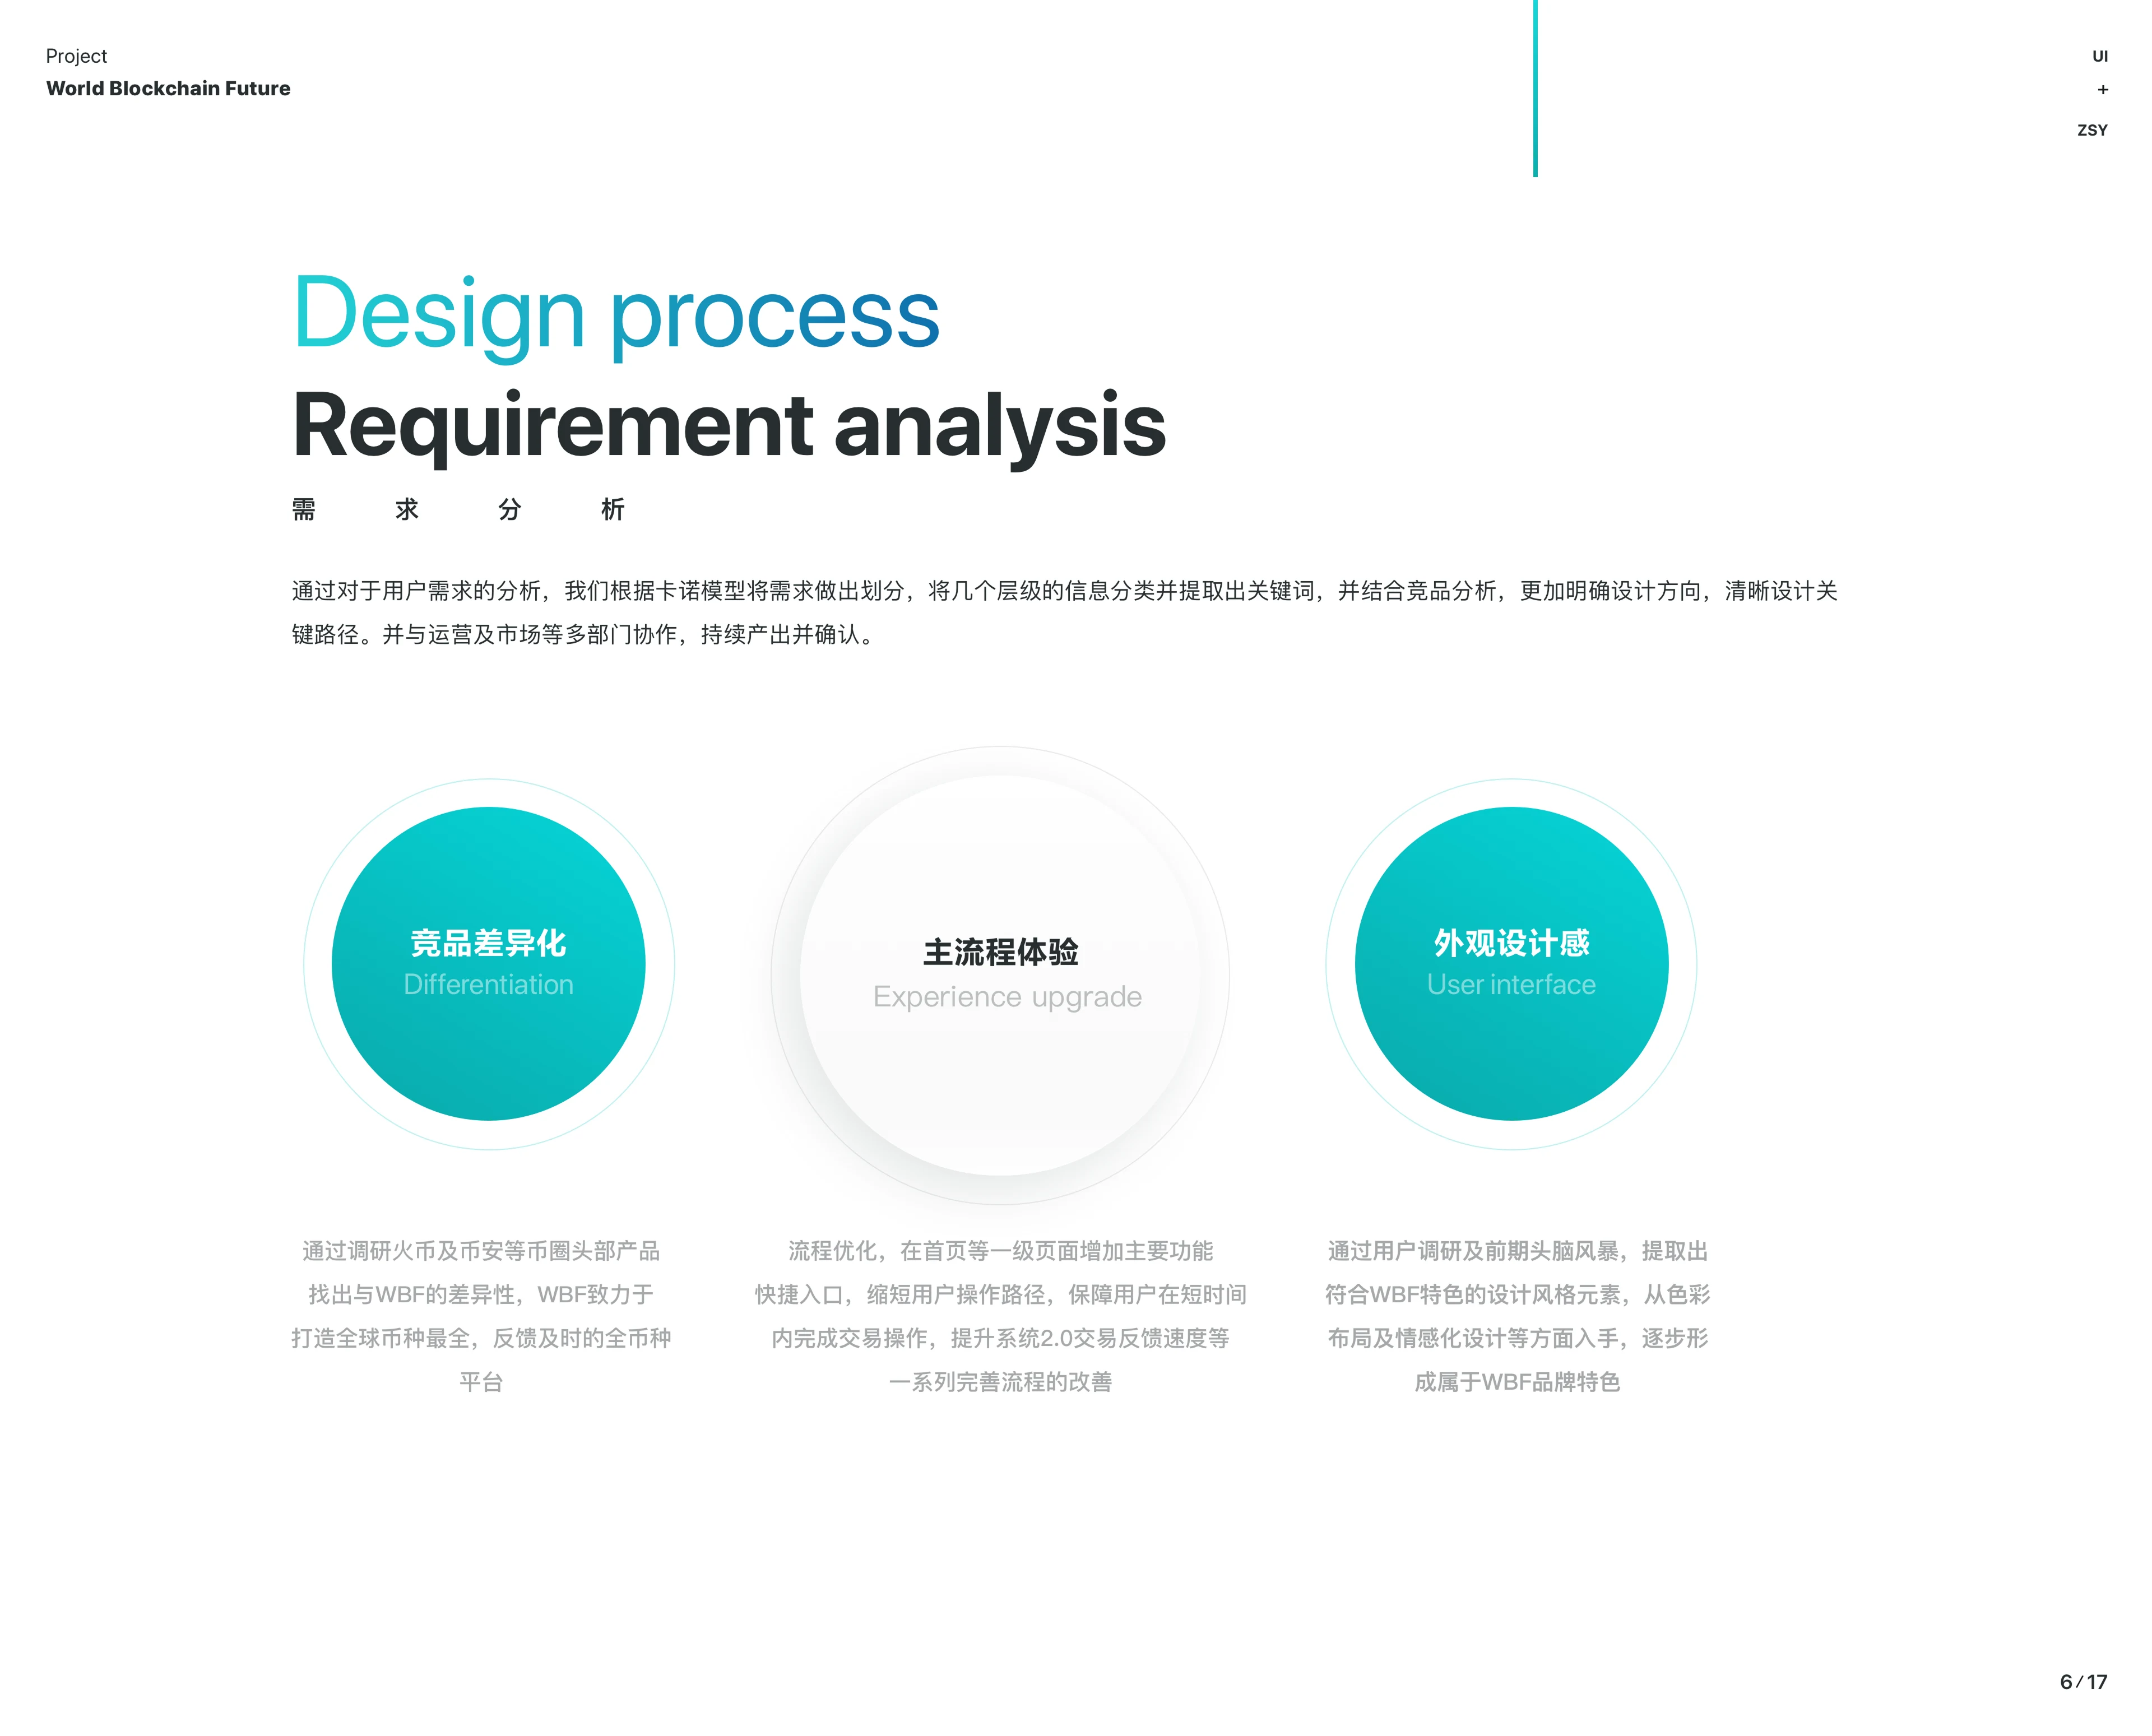 Project
World Blockchain Future
UI
+
ZSY
Design process
Requirement analysis
需 求 分 析
通过对于用户需求的分析，我们根据卡诺模型将需求做出划分，将几个层级的信息分类并提取出关键词，并结合竞品分析，更加明确设计方向，清晰设计关
键路径。并与运营及市场等多部门协作，持续产出并确认。
竞品差异化
Differentiation
通过调研火币及币安等币圈头部产品
找出与WBF的差异性，WBF致力于
打造全球币种最全，反馈及时的全币种
平台
主流程体验
Experience upgrade
流程优化，在首页等一级页面增加主要功能
快捷入口，缩短用户操作路径，保障用户在短时间
内完成交易操作，提升系统2.0交易反馈速度等
一系列完善流程的改善
外观设计感
User interface
通过用户调研及前期头脑风暴，提取出
符合WBF特色的设计风格元素，从色彩
布局及情感化设计等方面入手，逐步形
成属于WBF品牌特色
6/17